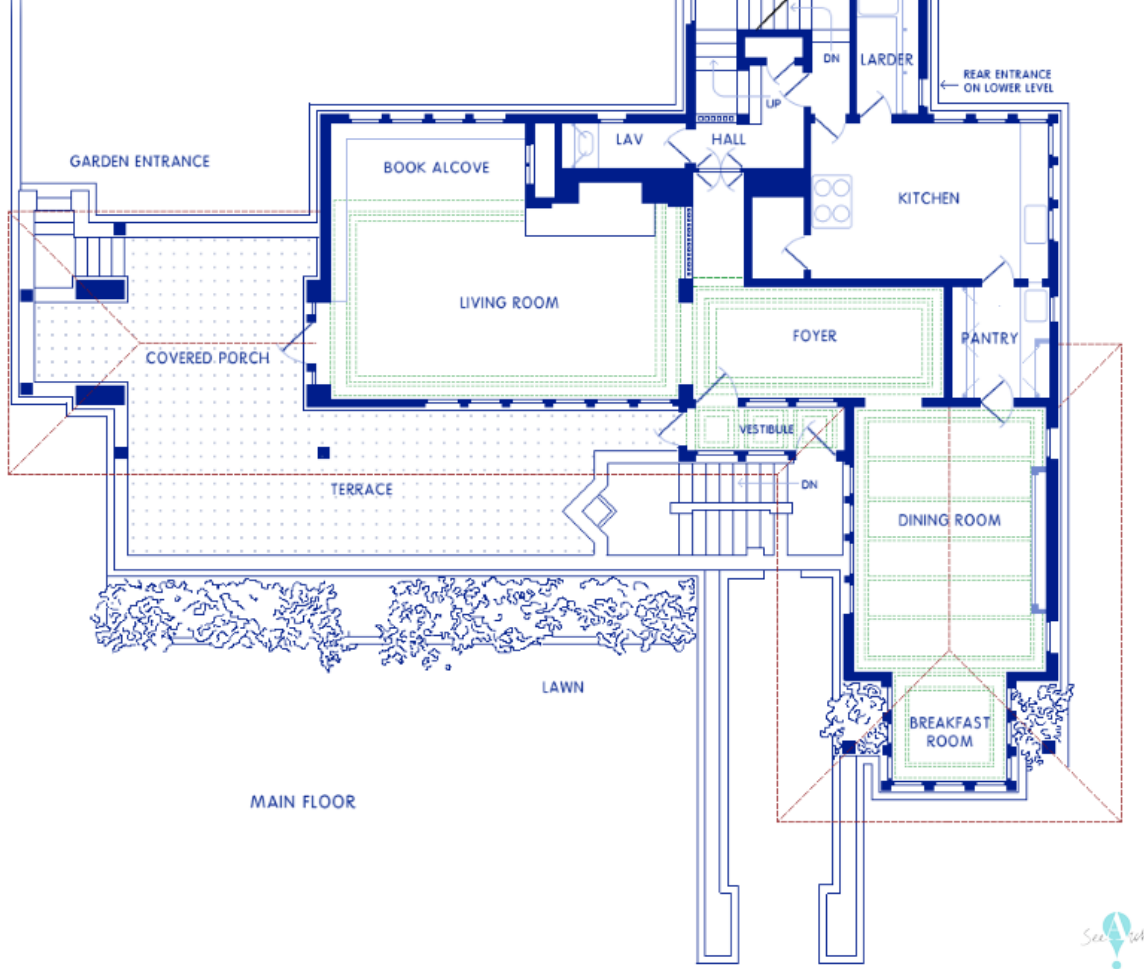 DN
LARDER
REAR ENTRANCE
ON LOWER LEVEL
UP
GARDEN ENTRANCE
BOOK ALCOVE
LAV
HALL
KITCHEN
LIVING ROOM
FOYER
PANTRY
COVERED PORCH
VESTIBULE
TERRACE
DN
DINING ROOM
LAWN
BREAKFAST
ROOM
MAIN FLOOR
See
A